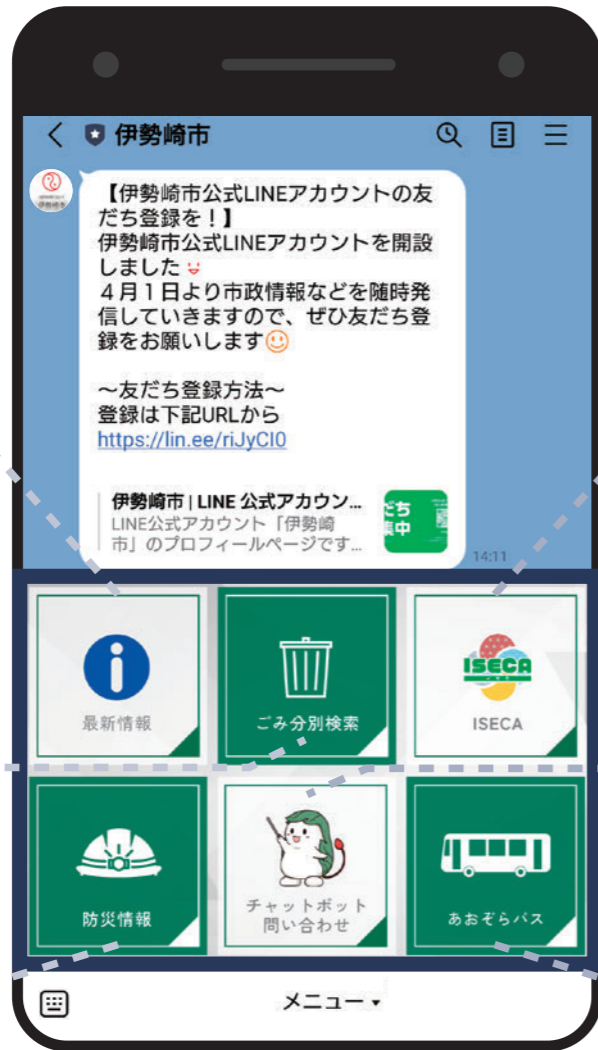 伊勢崎市
【伊勢崎市公式LINEアカウントの友
だち登録を！】
伊勢崎市公式LINEアカウントを開設
しました
４月１日より市政情報などを随時発
信していきますので、ぜひ友だち登
録をお願いします
～友だち登録方法～
登録は下記URLから
https://lin.ee/riJyCI0
伊勢崎市 | LINE 公式アカウン...
LINE公式アカウント「伊勢崎
市」のプロフィールページです...
14:11
最新情報
ごみ分別検索
ISECA
ISECA
防災情報
チャットボット
問い合わせ
あおぞらバス
メニュー